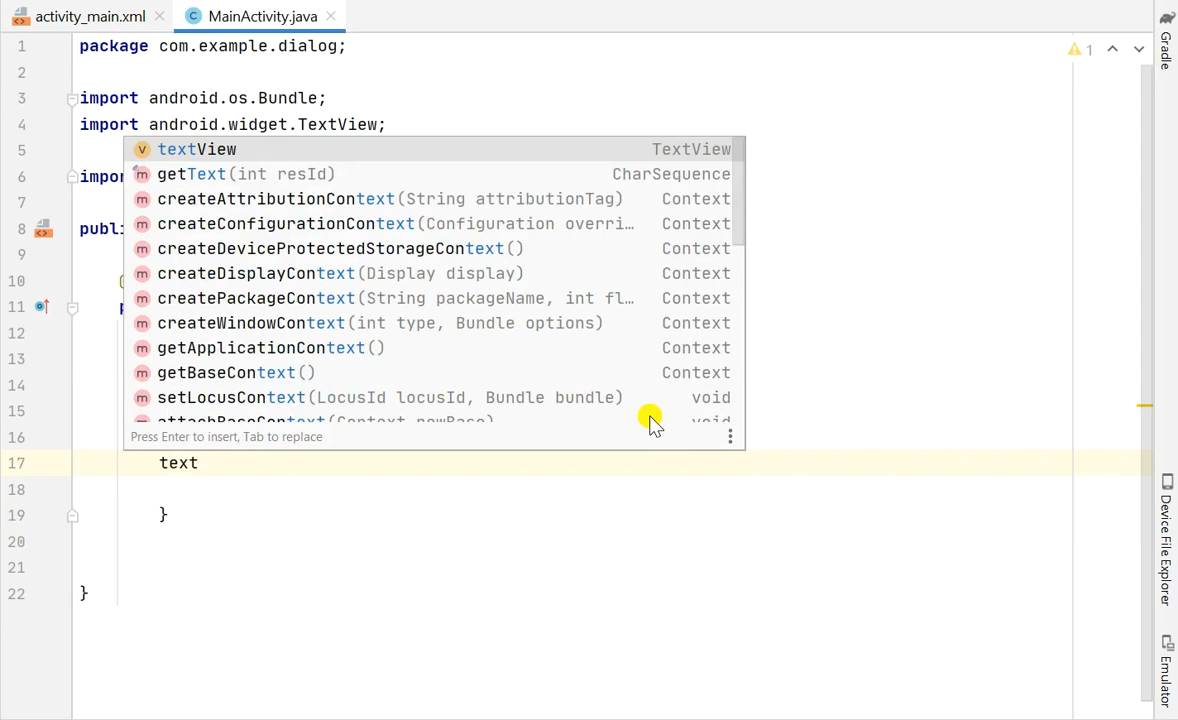 activity_main.xml
MainActivity.java
1 package com.example.dialog;
2
3 import android.os.Bundle;
4 import android.widget.TextView;
5
6 impor
7
8 publi
9
10
11
12
13
14
15
16
17 text
18
19 }
20
21
22 }
textView TextView
getText(int resId) CharSequence
createAttributionContext(String attributionTag) Context
createConfigurationContext(Configuration overri… Context
createDeviceProtectedStorageContext() Context
createDisplayContext(Display display) Context
createPackageContext(String packageName, int fl… Context
createWindowContext(int type, Bundle options) Context
getApplicationContext() Context
getBaseContext() Context
setLocusContext(LocusId locusId, Bundle bundle) void
attachBaseContext(Context newBase) void
Press Enter to insert, Tab to replace
1
Gradle
Device File Explorer
Emulator